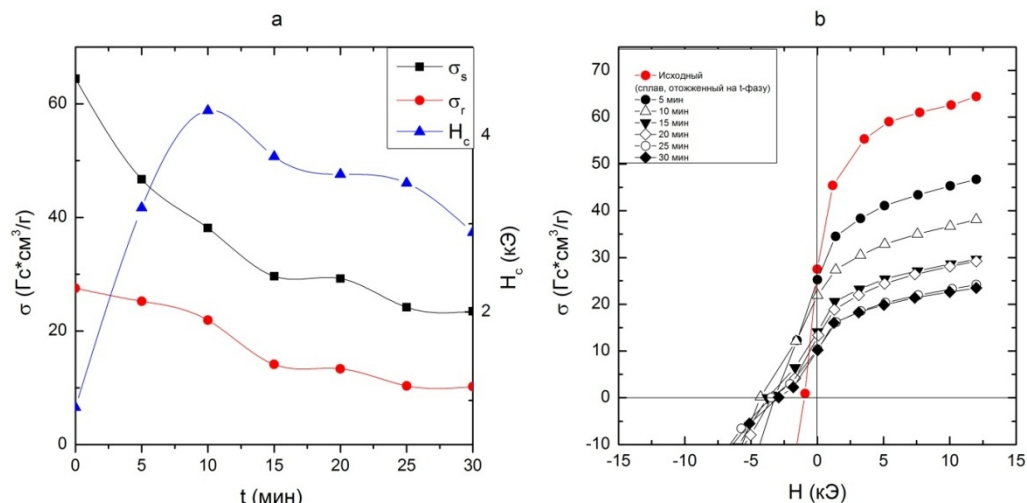 a
σ (Гс*см³/г)
60
40
20
0
σₛ
σᵣ
H꜀
4
2
H꜀ (кЭ)
0 5 10 15 20 25 30
t (мин)
b
σ (Гс*см³/г)
70
60
50
40
30
20
10
0
-10
Исходный
(сплав, отожженный на t-фазу)
5 мин
10 мин
15 мин
20 мин
25 мин
30 мин
-15 -10 -5 0 5 10 15
H (кЭ)